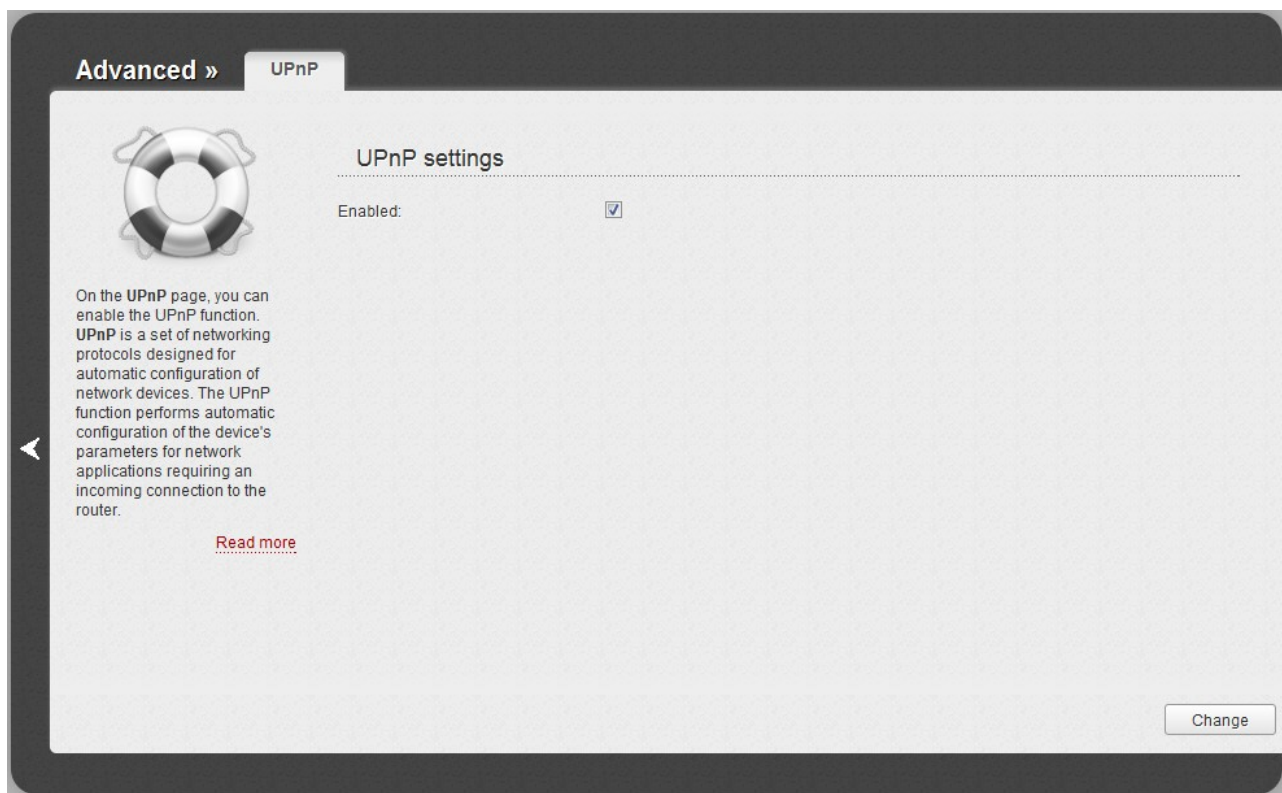 Advanced »
UPnP
UPnP settings
Enabled:
On the UPnP page, you can
enable the UPnP function.
UPnP is a set of networking
protocols designed for
automatic configuration of
network devices. The UPnP
function performs automatic
configuration of the device's
parameters for network
applications requiring an
incoming connection to the
router.
Read more
Change